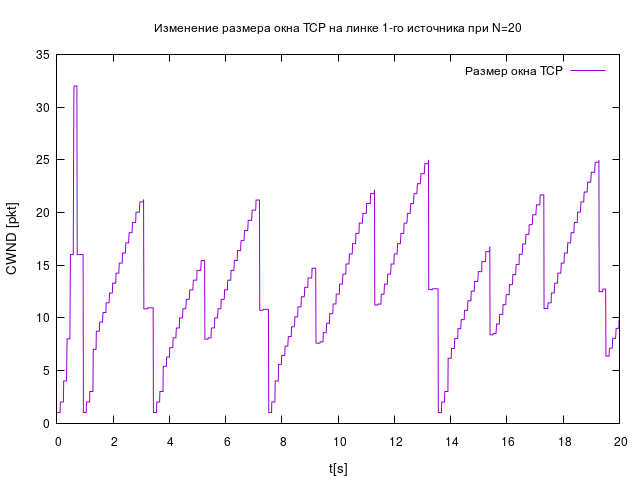 Изменение размера окна TCP на линке 1-го источника при N=20
Размер окна TCP
CWND [pkt]
35
30
25
20
15
10
5
0
0 2 4 6 8 10 12 14 16 18 20
t[s]